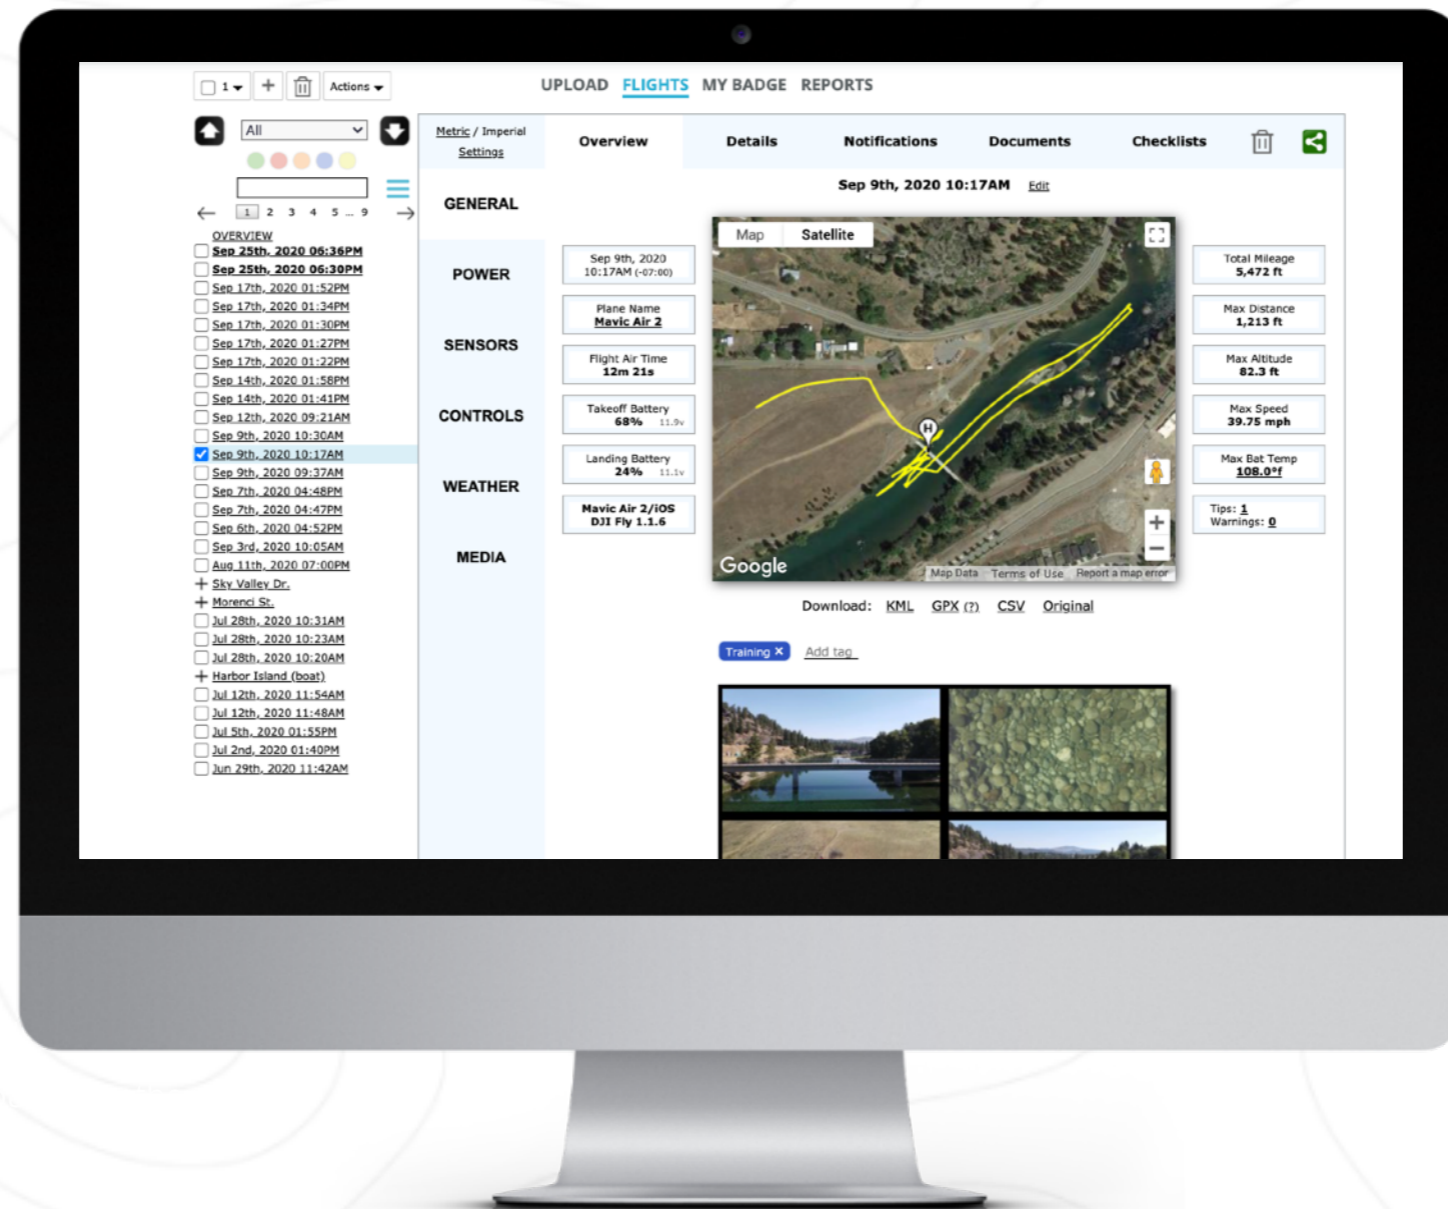 1
Actions
UPLOAD FLIGHTS MY BADGE REPORTS
All
1 2 3 4 5 ... 9
OVERVIEW
Sep 25th, 2020 06:36PM
Sep 25th, 2020 06:30PM
Sep 17th, 2020 01:52PM
Sep 17th, 2020 01:34PM
Sep 17th, 2020 01:30PM
Sep 17th, 2020 01:27PM
Sep 17th, 2020 01:22PM
Sep 14th, 2020 01:58PM
Sep 14th, 2020 01:41PM
Sep 12th, 2020 09:21AM
Sep 9th, 2020 10:30AM
Sep 9th, 2020 10:17AM
Sep 9th, 2020 09:37AM
Sep 7th, 2020 04:48PM
Sep 7th, 2020 04:47PM
Sep 6th, 2020 04:52PM
Sep 3rd, 2020 10:05AM
Aug 11th, 2020 07:00PM
Sky Valley Dr.
Morenci St.
Jul 28th, 2020 10:31AM
Jul 28th, 2020 10:23AM
Jul 28th, 2020 10:20AM
Harbor Island (boat)
Jul 12th, 2020 11:54AM
Jul 12th, 2020 11:48AM
Jul 5th, 2020 01:55PM
Jul 2nd, 2020 01:40PM
Jun 29th, 2020 11:42AM
Metric / Imperial
Settings
Overview Details Notifications Documents Checklists
GENERAL
POWER
SENSORS
CONTROLS
WEATHER
MEDIA
Sep 9th, 2020 10:17AM Edit
Sep 9th, 2020
10:17AM (-07:00)
Plane Name
Mavic Air 2
Flight Air Time
12m 21s
Takeoff Battery
68% 11.9v
Landing Battery
24% 11.1v
Mavic Air 2/iOS
DJI Fly 1.1.6
Map Satellite
H
Google
Map Data Terms of Use Report a map error
Total Mileage
5,472 ft
Max Distance
1,213 ft
Max Altitude
82.3 ft
Max Speed
39.75 mph
Max Bat Temp
108.0°f
Tips: 1
Warnings: 0
Download: KML GPX (?) CSV Original
Training ×
Add tag